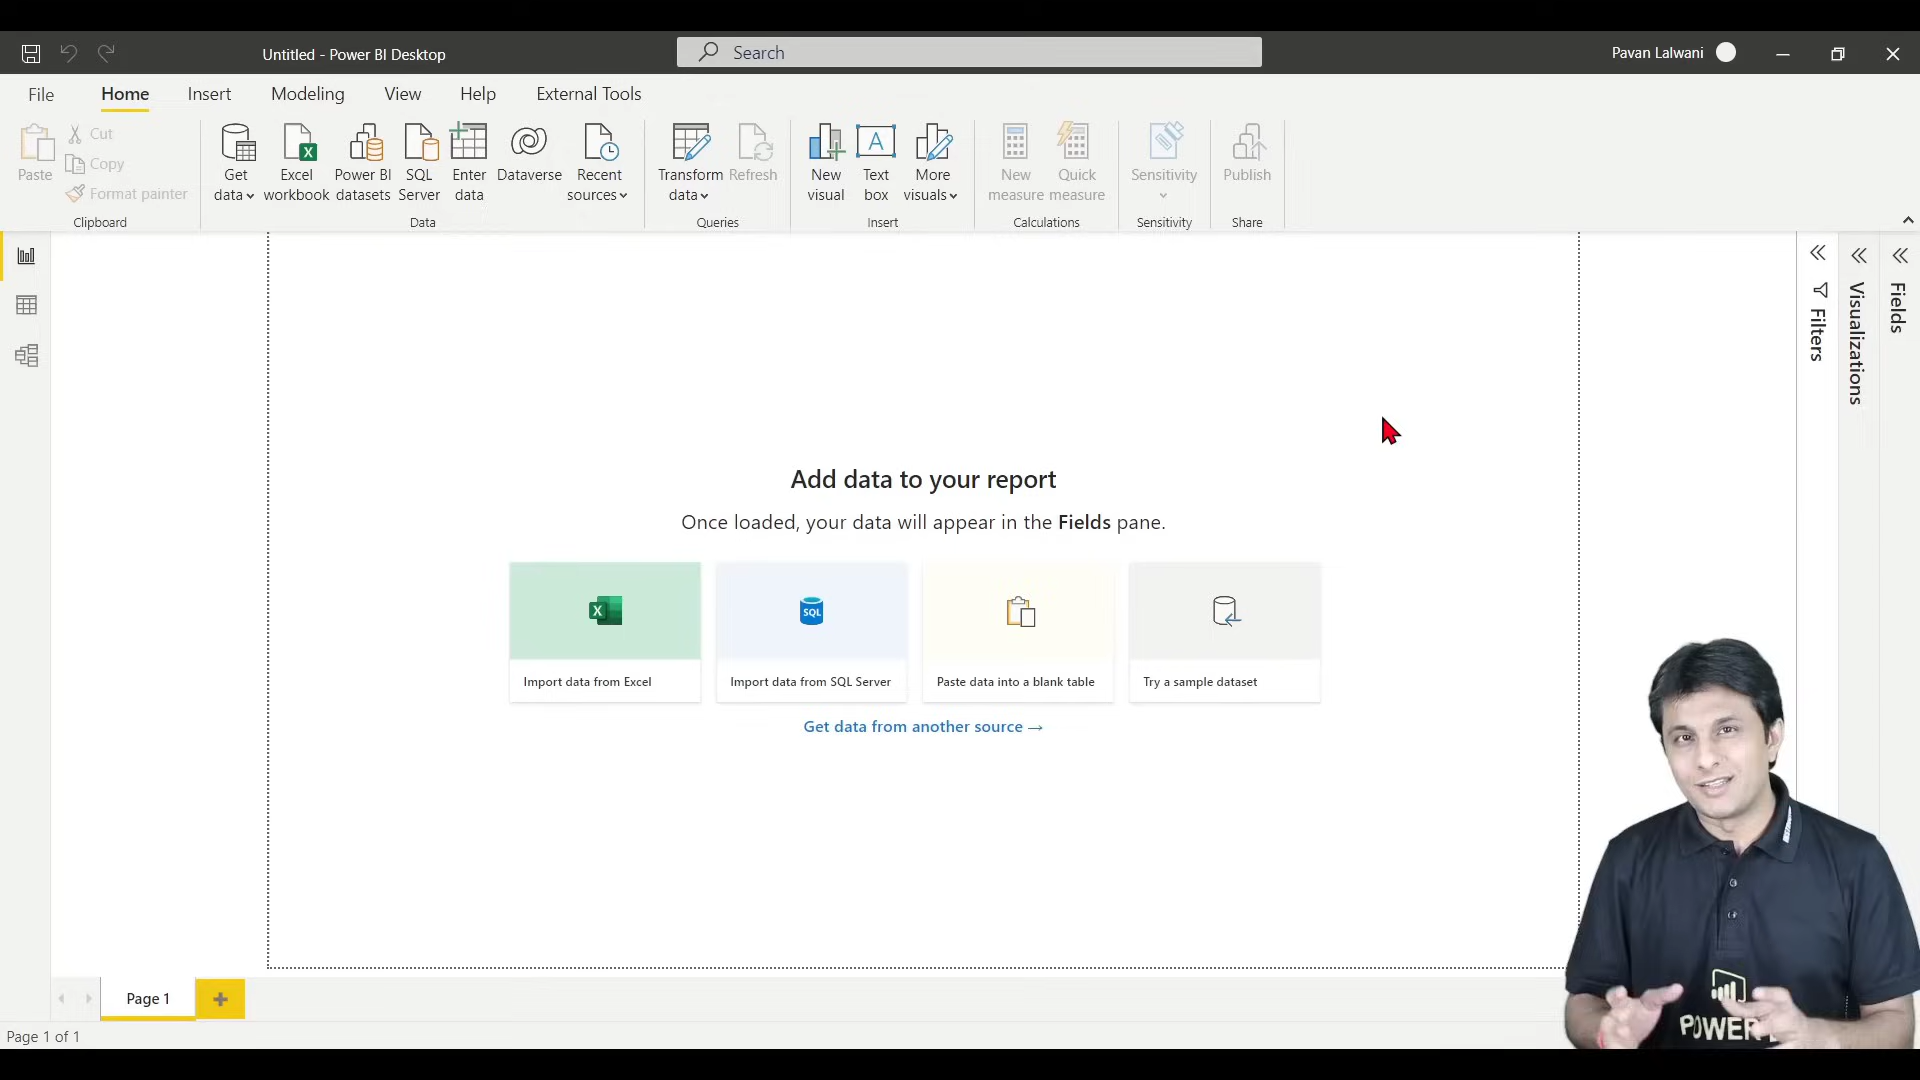 Untitled - Power BI Desktop
Search
Pavan Lalwani
File Home Insert Modeling View Help External Tools
Paste
Cut
Copy
Format painter
Clipboard
Get data
Excel workbook
Power BI datasets
SQL Server
Enter data
Dataverse
Recent sources
Data
Transform data
Refresh
Queries
New visual
Text box
More visuals
Insert
New measure
Quick measure
Calculations
Sensitivity
Sensitivity
Publish
Share
Filters
Visualizations
Fields
Add data to your report
Once loaded, your data will appear in the Fields pane.
X
SQL
Import data from Excel
Import data from SQL Server
Paste data into a blank table
Try a sample dataset
Get data from another source →
POWER
Page 1
Page 1 of 1